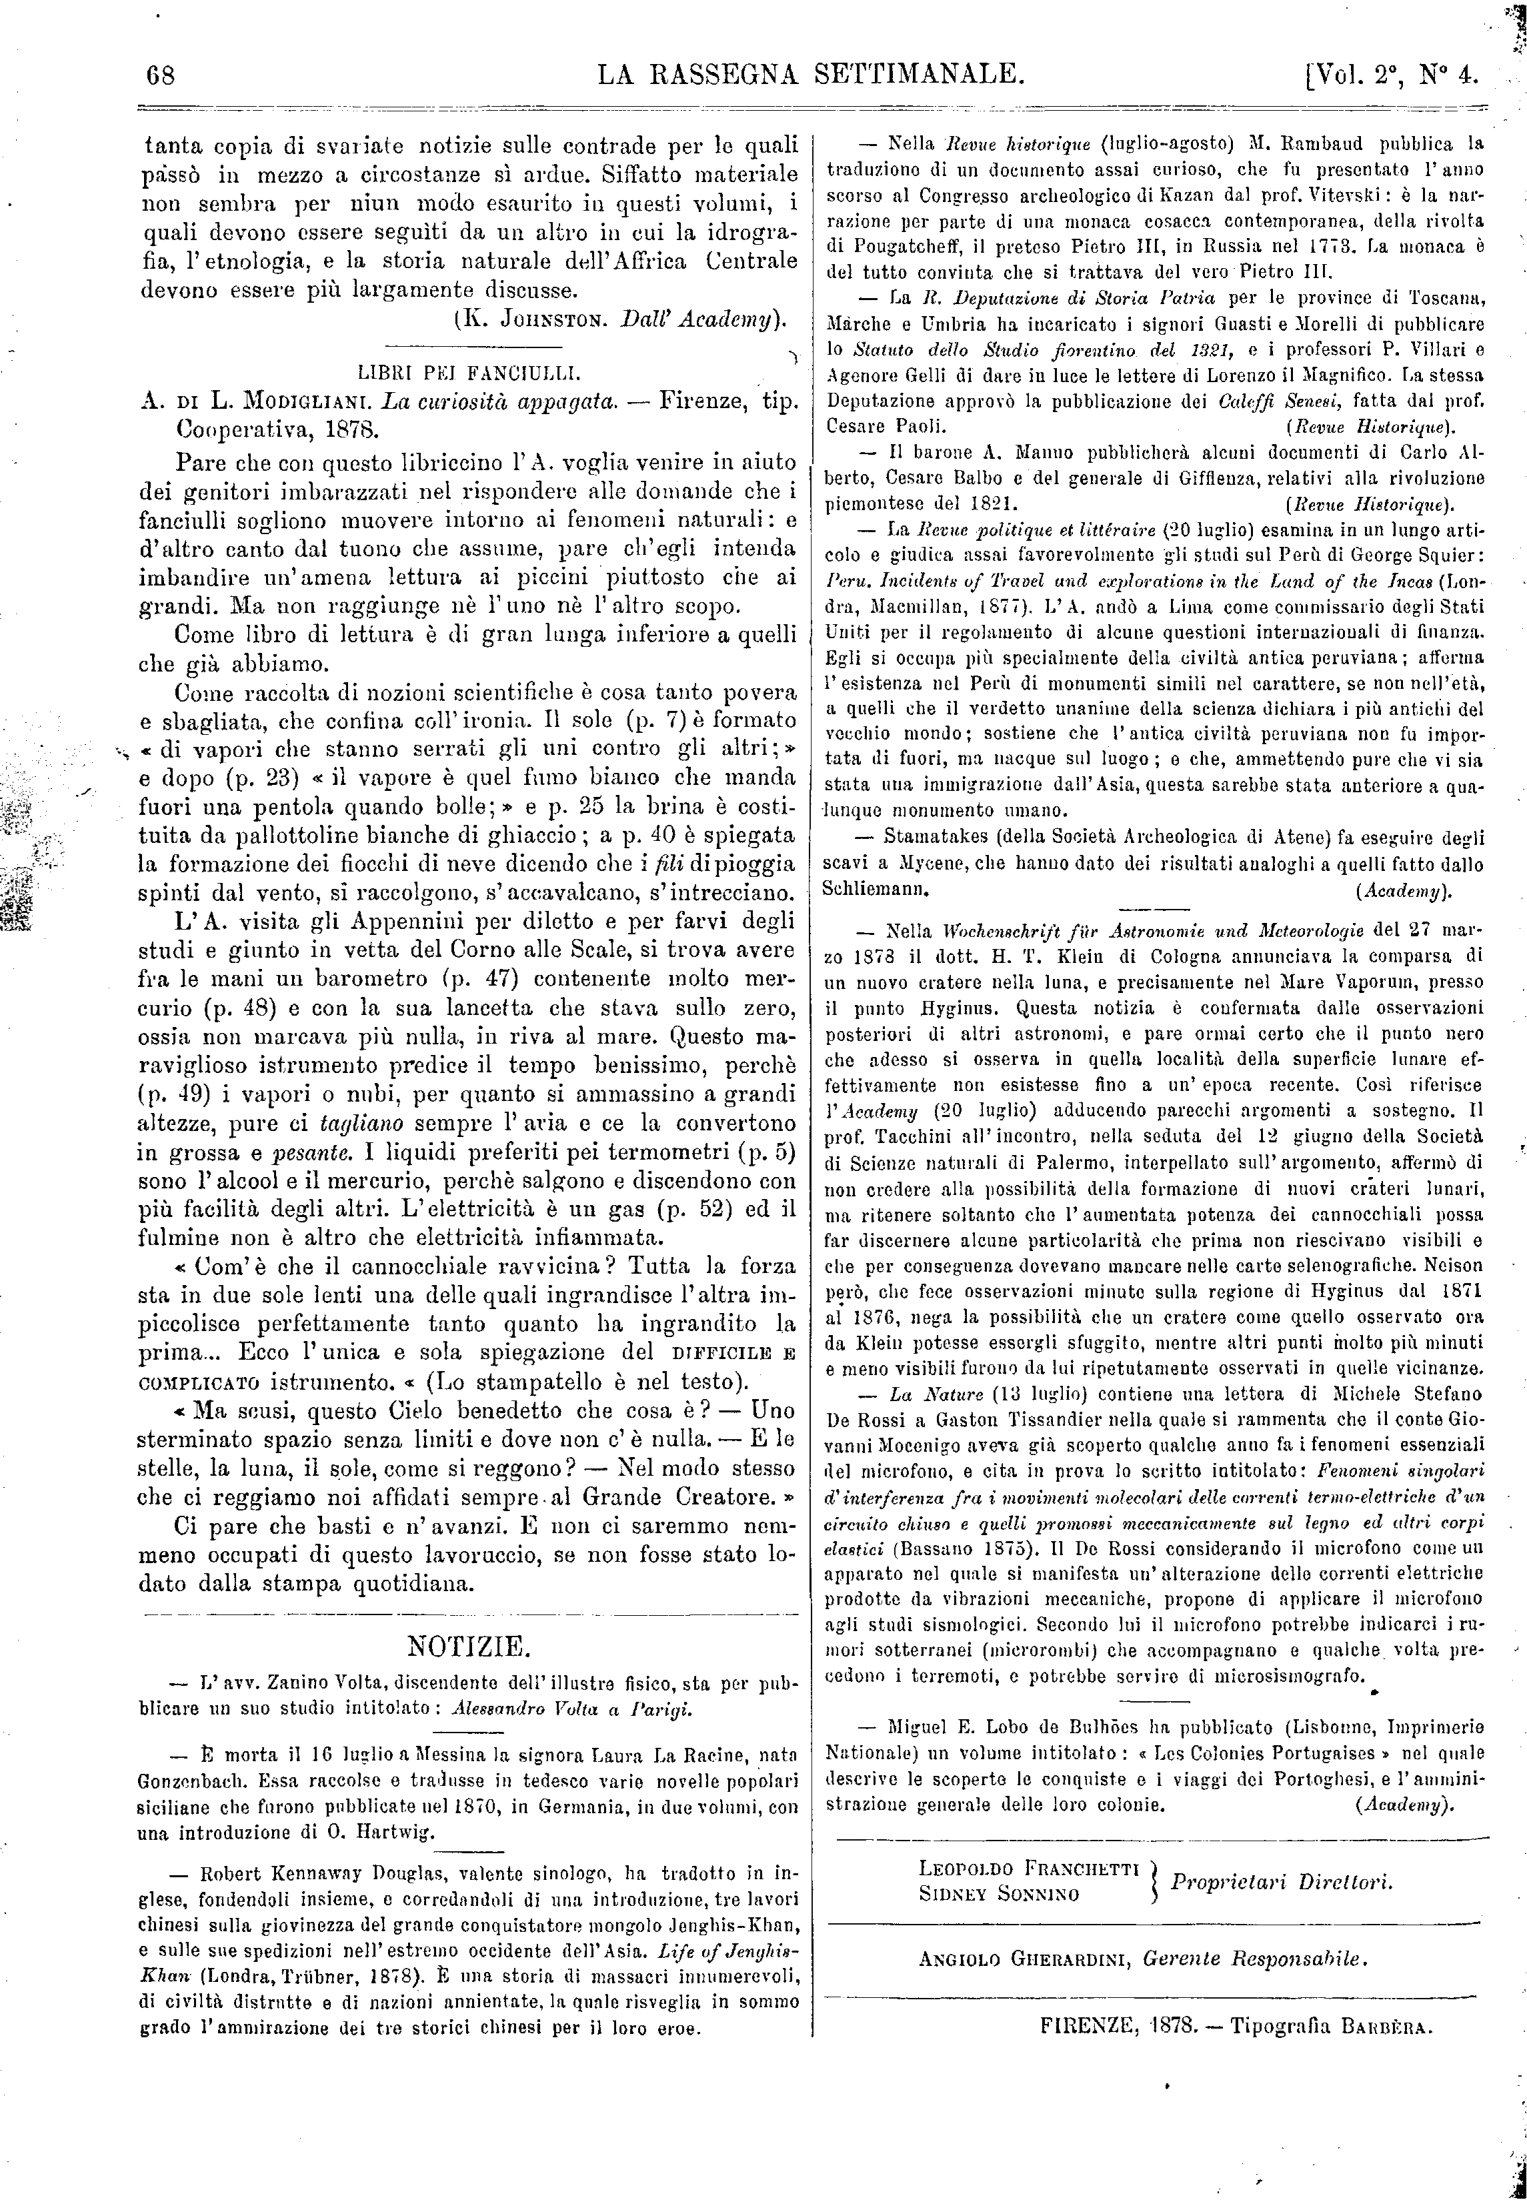 68
LA RASSEGNA SETTIMANALE.
[Vol. 2°, N° 4.
tanta copia di svariate notizie sulle contrade per le quali
passò in mezzo a circostanze sì ardue. Siffatto materiale
non sembra per niun modo esaurito in questi volumi, i
quali devono essere seguìti da un altro in cui la idrogra-
fia, l'etnologia, e la storia naturale dell'Affrica Centrale
devono essere più largamente discusse.
(K. JOHNSTON. Dall' Academy).
LIBRI PEI FANCIULLI.
A. DI L. MODIGLIANI. La curiosità appagata. — Firenze, tip.
Cooperativa, 1878.
Pare che con questo libriccino l'A. voglia venire in aiuto
dei genitori imbarazzati nel rispondere alle domande che i
fanciulli sogliono muovere intorno ai fenomeni naturali: e
d'altro canto dal tuono che assume, pare ch'egli intenda
imbandire un'amena lettura ai piccini piuttosto che ai
grandi. Ma non raggiunge nè l'uno nè l'altro scopo.
Come libro di lettura è di gran lunga inferiore a quelli
che già abbiamo.
Come raccolta di nozioni scientifiche è cosa tanto povera
e sbagliata, che confina coll'ironia. Il sole (p. 7) è formato
« di vapori che stanno serrati gli uni contro gli altri; »
e dopo (p. 23) « il vapore è quel fumo bianco che manda
fuori una pentola quando bolle; » e p. 25 la brina è costi-
tuita da pallottoline bianche di ghiaccio; a p. 40 è spiegata
la formazione dei fiocchi di neve dicendo che i fili di pioggia
spinti dal vento, si raccolgono, s'accavalcano, s'intrecciano.
L'A. visita gli Appennini per diletto e per farvi degli
studi e giunto in vetta del Corno alle Scale, si trova avere
fra le mani un barometro (p. 47) contenente molto mer-
curio (p. 48) e con la sua lancetta che stava sullo zero,
ossia non marcava più nulla, in riva al mare. Questo ma-
raviglioso istrumento predice il tempo benissimo, perchè
(p. 49) i vapori o nubi, per quanto si ammassino a grandi
altezze, pure ci tagliano sempre l'aria e ce la convertono
in grossa e pesante. I liquidi preferiti pei termometri (p. 5)
sono l'alcool e il mercurio, perchè salgono e discendono con
più facilità degli altri. L'elettricità è un gas (p. 52) ed il
fulmine non è altro che elettricità infiammata.
« Com'è che il cannocchiale ravvicina? Tutta la forza
sta in due sole lenti una delle quali ingrandisce l'altra im-
piccolisce perfettamente tanto quanto ha ingrandito la
prima... Ecco l'unica e sola spiegazione del DIFFICILE E
COMPLICATO istrumento. « (Lo stampatello è nel testo).
« Ma scusi, questo Cielo benedetto che cosa è? — Uno
sterminato spazio senza limiti e dove non c'è nulla. — E le
stelle, la luna, il sole, come si reggono? — Nel modo stesso
che ci reggiamo noi affidati sempre al Grande Creatore. »
Ci pare che basti e n'avanzi. E non ci saremmo nem-
meno occupati di questo lavoruccio, se non fosse stato lo-
dato dalla stampa quotidiana.
NOTIZIE.
— L'avv. Zanino Volta, discendente dell'illustre fisico, sta per pub-
blicare un suo studio intitolato: Alessandro Volta a Parigi.
— È morta il 16 luglio a Messina la signora Laura La Racine, nata
Gonzenbach. Essa raccolse e tradusse in tedesco varie novelle popolari
siciliane che furono pubblicate nel 1870, in Germania, in due volumi, con
una introduzione di O. Hartwig.
— Robert Kennaway Douglas, valente sinologo, ha tradotto in in-
glese, fondendoli insieme, e corredandoli di una introduzione, tre lavori
chinesi sulla giovinezza del grande conquistatore mongolo Jenghis-Khan,
e sulle sue spedizioni nell'estremo occidente dell'Asia. Life of Jenghis-
Khan (Londra, Trübner, 1878). È una storia di massacri innumerevoli,
di civiltà distrutte e di nazioni annientate, la quale risveglia in sommo
grado l'ammirazione dei tre storici chinesi per il loro eroe.
— Nella Revue historique (luglio-agosto) M. Rambaud pubblica la
traduzione di un documento assai curioso, che fu presentato l'anno
scorso al Congresso archeologico di Kazan dal prof. Vitevski: è la nar-
razione per parte di una monaca cosacca contemporanea, della rivolta
di Pougatcheff, il preteso Pietro III, in Russia nel 1773. La monaca è
del tutto convinta che si trattava del vero Pietro III.
— La R. Deputazione di Storia Patria per le province di Toscana,
Marche e Umbria ha incaricato i signori Guasti e Morelli di pubblicare
lo Statuto dello Studio fiorentino del 1321, e i professori P. Villari e
Agenore Gelli di dare in luce le lettere di Lorenzo il Magnifico. La stessa
Deputazione approvò la pubblicazione dei Caleffi Senesi, fatta dal prof.
Cesare Paoli. (Revue Historique).
— Il barone A. Manno pubblicherà alcuni documenti di Carlo Al-
berto, Cesare Balbo e del generale di Gifflenza, relativi alla rivoluzione
piemontese del 1821. (Revue Historique).
— La Revue politique et littéraire (20 luglio) esamina in un lungo arti-
colo e giudica assai favorevolmente gli studi sul Perù di George Squier:
Peru. Incidents of Travel and explorations in the Land of the Incas (Lon-
dra, Macmillan, 1877). L'A. andò a Lima come commissario degli Stati
Uniti per il regolamento di alcune questioni internazionali di finanza.
Egli si occupa più specialmente della civiltà antica peruviana; afferma
l'esistenza nel Perù di monumenti simili nel carattere, se non nell'età,
a quelli che il verdetto unanime della scienza dichiara i più antichi del
vecchio mondo; sostiene che l'antica civiltà peruviana non fu impor-
tata di fuori, ma nacque sul luogo; e che, ammettendo pure che vi sia
stata una immigrazione dall'Asia, questa sarebbe stata anteriore a qua-
lunque monumento umano.
— Stamatakes (della Società Archeologica di Atene) fa eseguire degli
scavi a Mycene, che hanno dato dei risultati analoghi a quelli fatto dallo
Schliemann. (Academy).
— Nella Wochenschrift für Astronomie und Meteorologie del 27 mar-
zo 1878 il dott. H. T. Klein di Cologna annunciava la comparsa di
un nuovo cratere nella luna, e precisamente nel Mare Vaporum, presso
il punto Hyginus. Questa notizia è confermata dalle osservazioni
posteriori di altri astronomi, e pare ormai certo che il punto nero
che adesso si osserva in quella località della superficie lunare ef-
fettivamente non esistesse fino a un'epoca recente. Così riferisce
l'Academy (20 luglio) adducendo parecchi argomenti a sostegno. Il
prof. Tacchini all'incontro, nella seduta del 12 giugno della Società
di Scienze naturali di Palermo, interpellato sull'argomento, affermò di
non credere alla possibilità della formazione di nuovi crateri lunari,
ma ritenere soltanto che l'aumentata potenza dei cannocchiali possa
far discernere alcune particolarità che prima non riescivano visibili e
che per conseguenza dovevano mancare nelle carte selenografiche. Neison
però, che fece osservazioni minute sulla regione di Hyginus dal 1871
al 1876, nega la possibilità che un cratere come quello osservato ora
da Klein potesse essergli sfuggito, mentre altri punti molto più minuti
e meno visibili furono da lui ripetutamente osservati in quelle vicinanze.
— La Nature (13 luglio) contiene una lettera di Michele Stefano
De Rossi a Gaston Tissandier nella quale si rammenta che il conte Gio-
vanni Mocenigo aveva già scoperto qualche anno fa i fenomeni essenziali
del microfono, e cita in prova lo scritto intitolato: Fenomeni singolari
d'interferenza fra i movimenti molecolari delle correnti termo-elettriche d'un
circuito chiuso e quelli promossi meccanicamente sul legno ed altri corpi
elastici (Bassano 1875). Il De Rossi considerando il microfono come un
apparato nel quale si manifesta un'alterazione delle correnti elettriche
prodotte da vibrazioni meccaniche, propone di applicare il microfono
agli studi sismologici. Secondo lui il microfono potrebbe indicarci i ru-
mori sotterranei (microrombi) che accompagnano e qualche volta pre-
cedono i terremoti, e potrebbe servire di microsismografo.
— Miguel E. Lobo de Bulhões ha pubblicato (Lisbonne, Imprimerie
Nationale) un volume intitolato: « Les Colonies Portugaises » nel quale
descrive le scoperte le conquiste e i viaggi dei Portoghesi, e l'ammini-
strazione generale delle loro colonie. (Academy).
LEOPOLDO FRANCHETTI
SIDNEY SONNINO
} Proprietari Direttori.
ANGIOLO GHERARDINI, Gerente Responsabile.
FIRENZE, 1878. — Tipografia BARBÈRA.